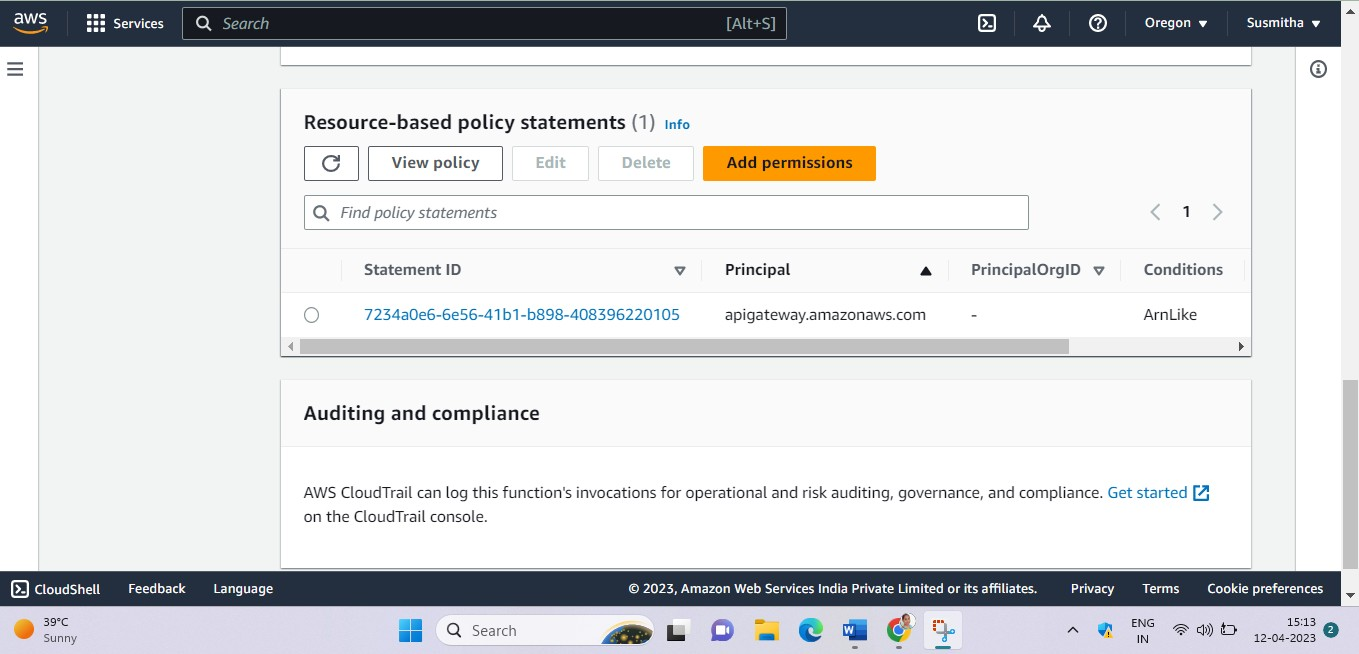 aws
Services
Search
[Alt+S]
Oregon
Susmitha
Resource-based policy statements (1) Info
View policy
Edit
Delete
Add permissions
Find policy statements
1
Statement ID
Principal
PrincipalOrgID
Conditions
7234a0e6-6e56-41b1-b898-408396220105
apigateway.amazonaws.com
-
ArnLike
Auditing and compliance
AWS CloudTrail can log this function's invocations for operational and risk auditing, governance, and compliance. Get started
on the CloudTrail console.
CloudShell
Feedback
Language
© 2023, Amazon Web Services India Private Limited or its affiliates.
Privacy
Terms
Cookie preferences
39°C
Sunny
Search
ENG
IN
15:13
12-04-2023
2